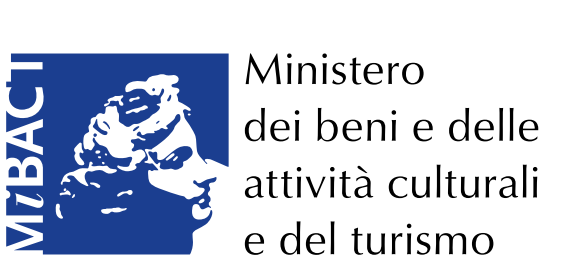 MiBACT
Ministero
dei beni e delle
attività culturali
e del turismo